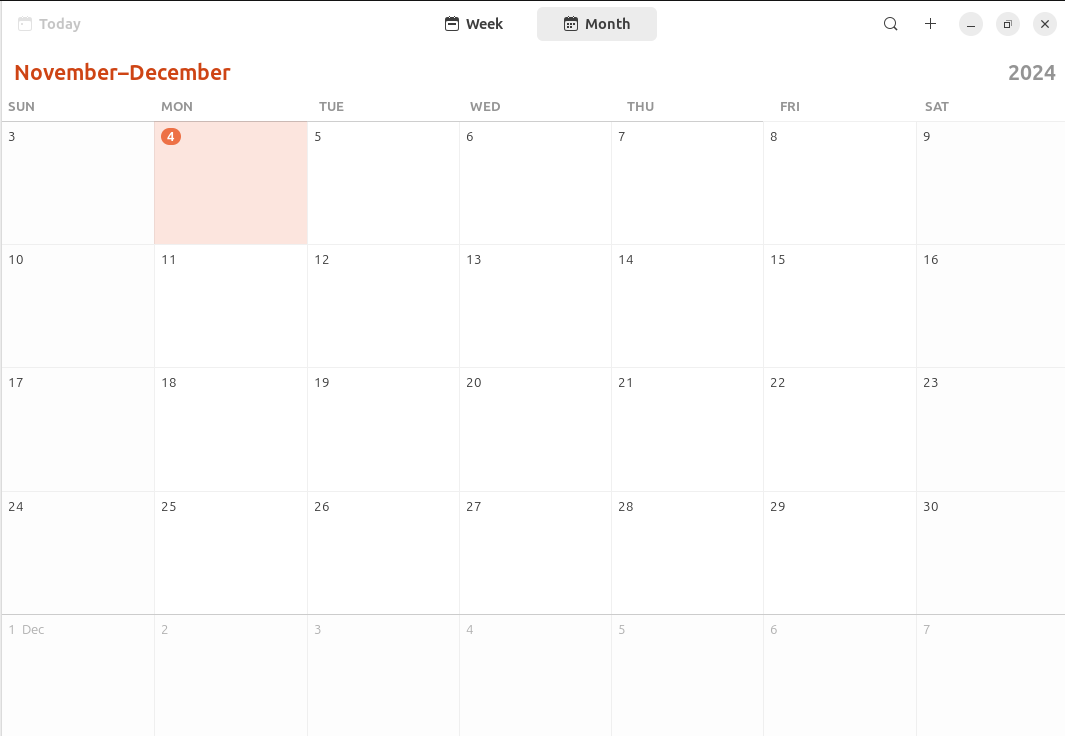 Today Week Month
November–December 2024
SUN MON TUE WED THU FRI SAT
3 4 5 6 7 8 9
10 11 12 13 14 15 16
17 18 19 20 21 22 23
24 25 26 27 28 29 30
1 Dec 2 3 4 5 6 7